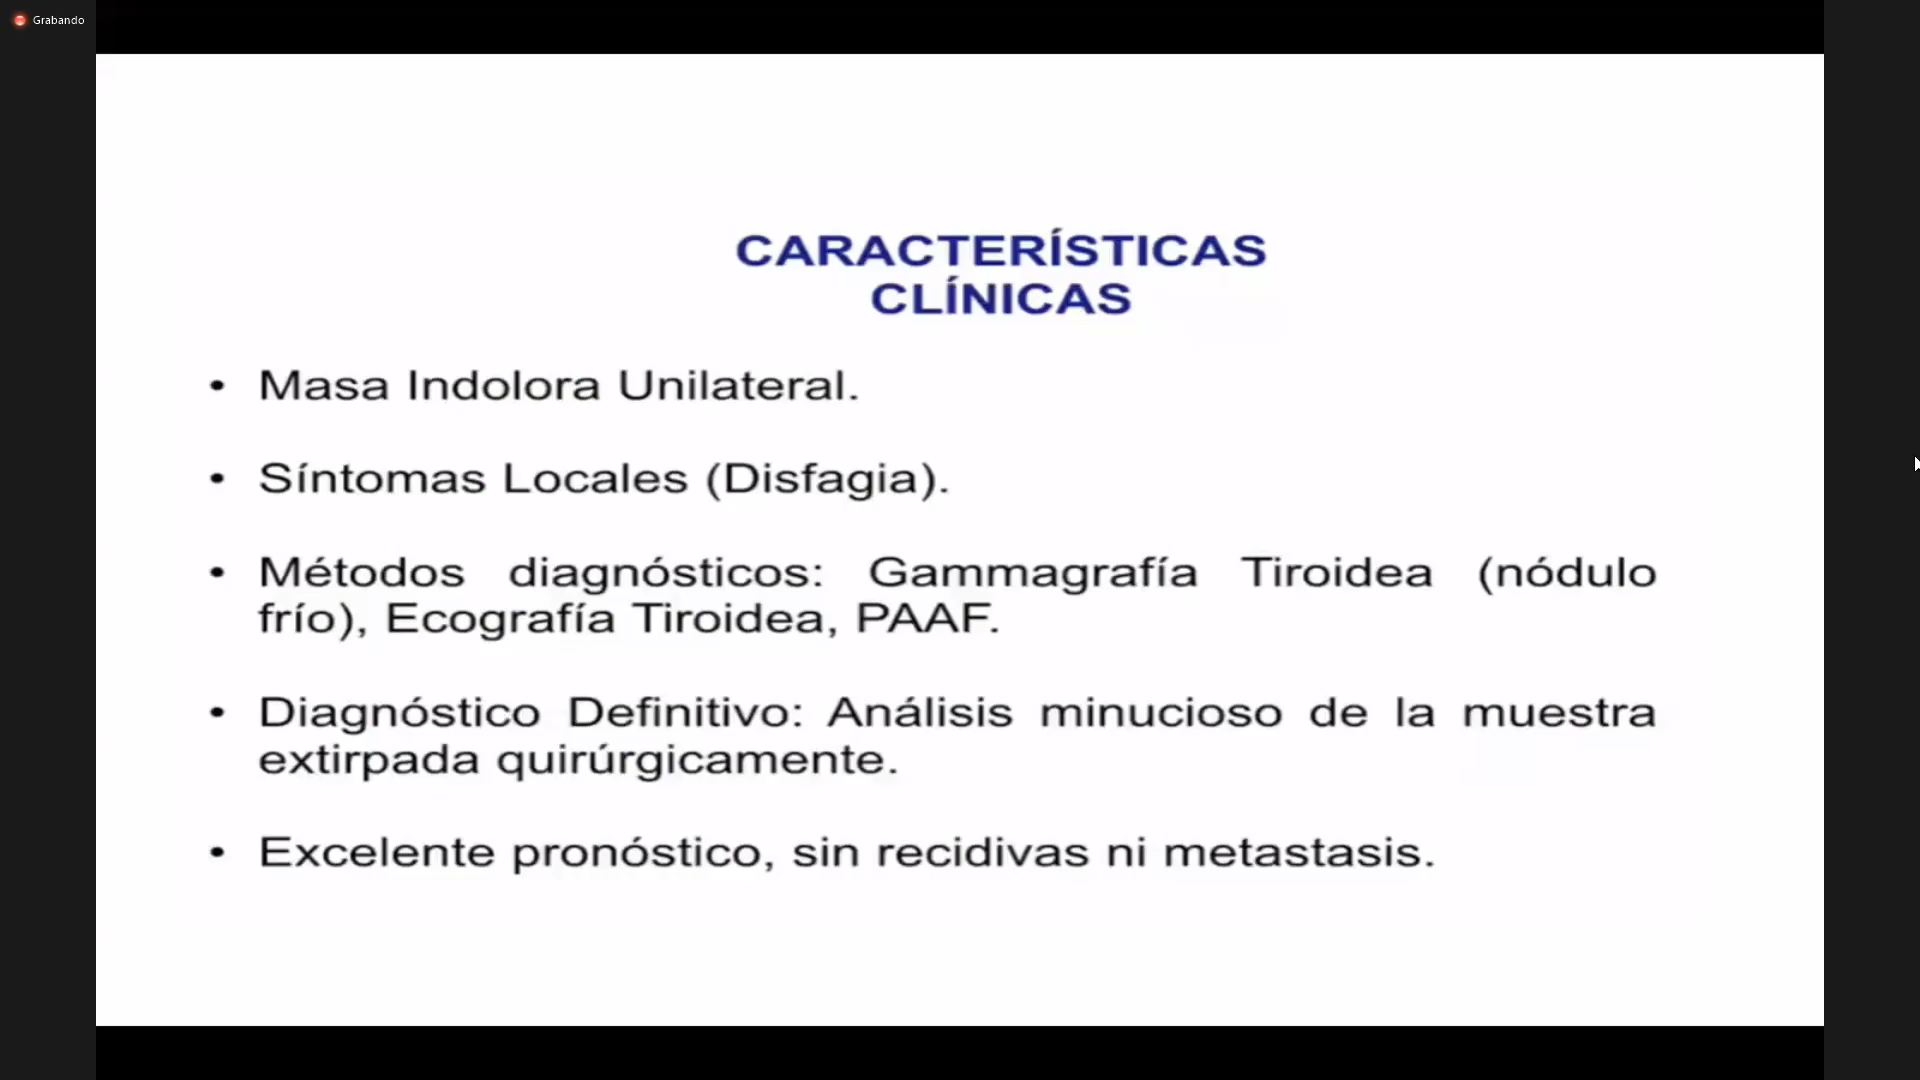 Grabando
CARACTERÍSTICAS
CLÍNICAS
• Masa Indolora Unilateral.
• Síntomas Locales (Disfagia).
• Métodos diagnósticos: Gammagrafía Tiroidea (nódulo
frío), Ecografía Tiroidea, PAAF.
• Diagnóstico Definitivo: Análisis minucioso de la muestra
extirpada quirúrgicamente.
• Excelente pronóstico, sin recidivas ni metastasis.